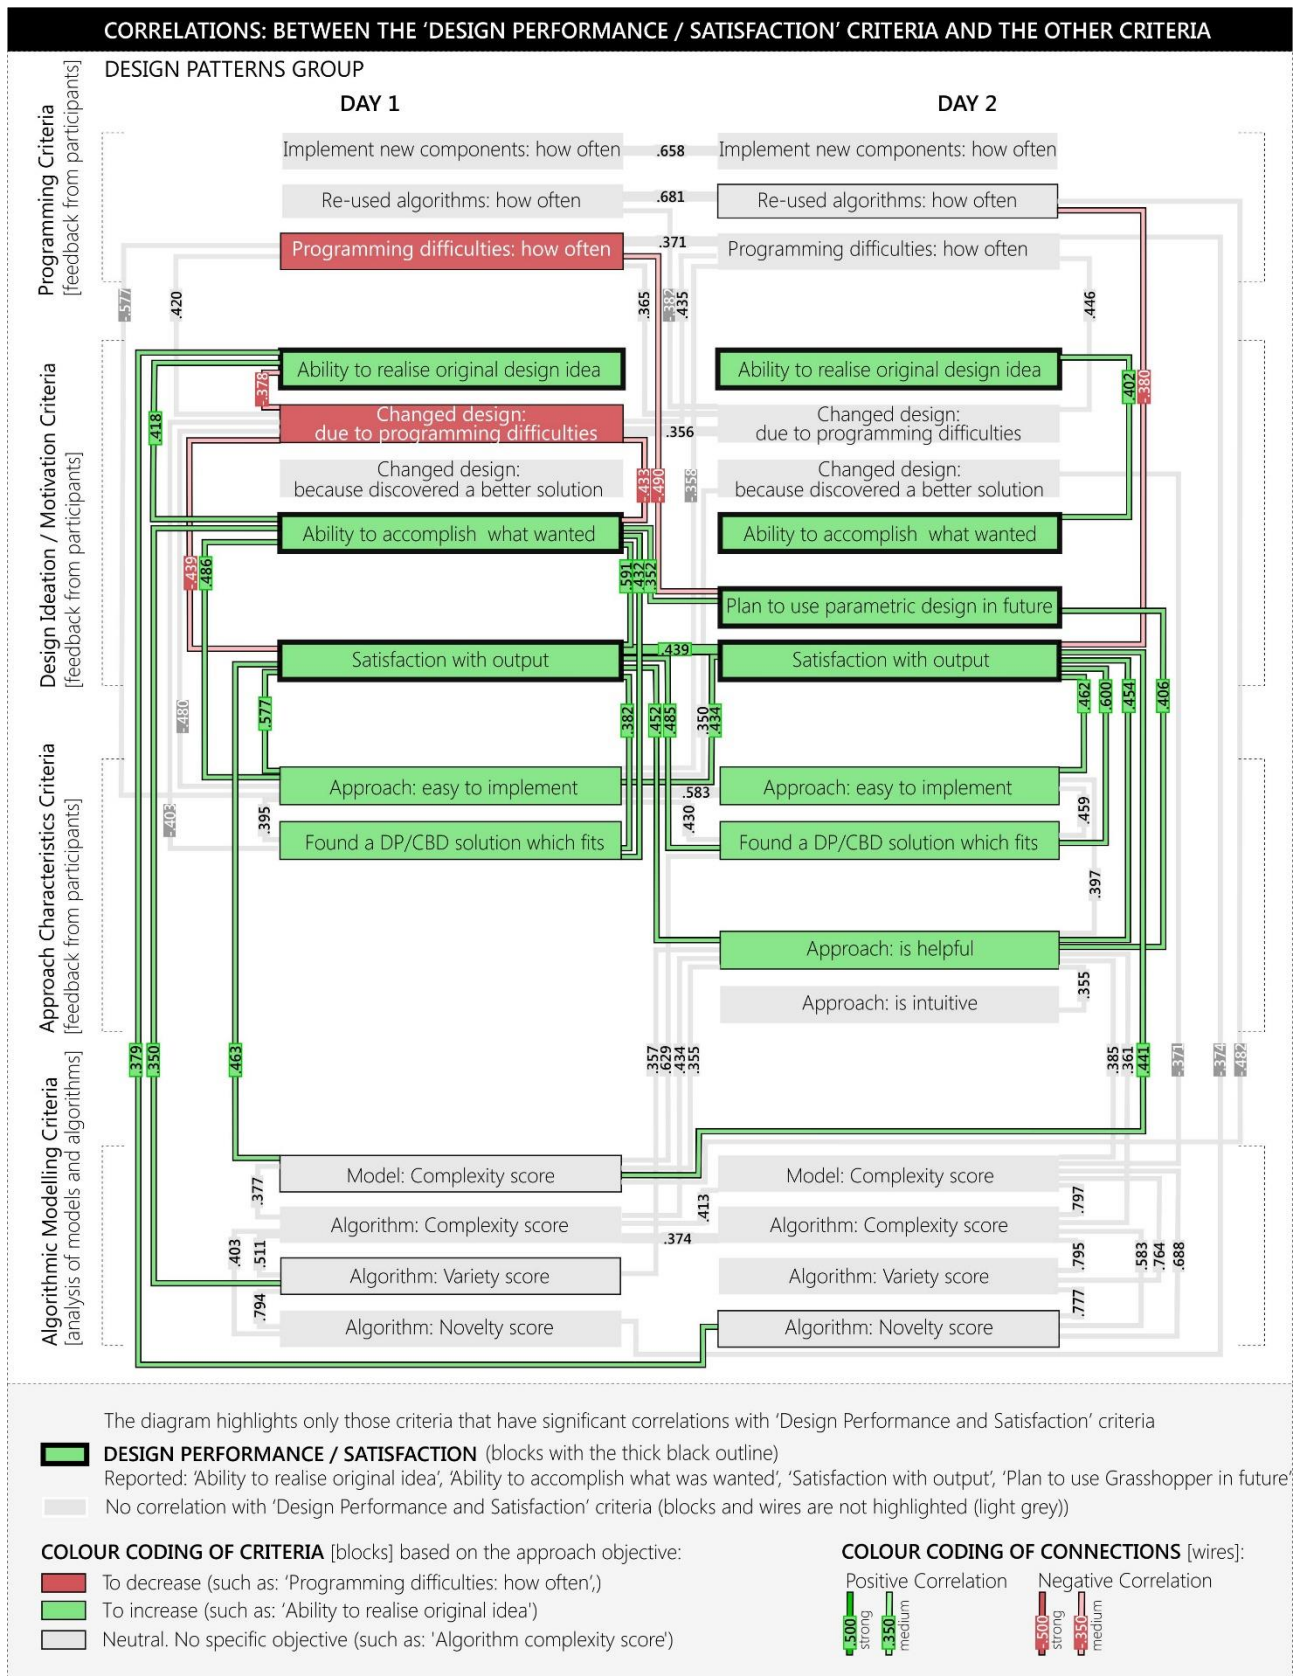 CORRELATIONS: BETWEEN THE ‘DESIGN PERFORMANCE / SATISFACTION’ CRITERIA AND THE OTHER CRITERIA
DESIGN PATTERNS GROUP
DAY 1
DAY 2
Programming Criteria
[feedback from participants]
Implement new components: how often
.658
Implement new components: how often
Re-used algorithms: how often
.681
Re-used algorithms: how often
Programming difficulties: how often
.371
Programming difficulties: how often
-.577
.420
.365
-.382
.435
.446
Design Ideation / Motivation Criteria
[feedback from participants]
Ability to realise original design idea
Ability to realise original design idea
-.378
.402
-.380
.418
Changed design:
due to programming difficulties
.356
Changed design:
due to programming difficulties
Changed design:
because discovered a better solution
-.433
-.490
-.358
Changed design:
because discovered a better solution
Ability to accomplish what wanted
Ability to accomplish what wanted
-.439
.486
.591
.432
.352
Plan to use parametric design in future
Satisfaction with output
.439
Satisfaction with output
-.480
.577
.382
.452
.485
.350
.434
.462
.600
.454
.406
Approach Characteristics Criteria
[feedback from participants]
Approach: easy to implement
.583
Approach: easy to implement
-.403
.395
.430
.459
Found a DP/CBD solution which fits
Found a DP/CBD solution which fits
.397
Approach: is helpful
.355
Approach: is intuitive
.379
.350
.463
.357
.629
.434
.355
.385
.361
.441
-.371
-.374
-.482
Algorithmic Modelling Criteria
[analysis of models and algorithms]
Model: Complexity score
Model: Complexity score
.377
.413
.797
Algorithm: Complexity score
.374
Algorithm: Complexity score
.403
.511
.795
.583
.764
.688
Algorithm: Variety score
Algorithm: Variety score
.794
.777
Algorithm: Novelty score
Algorithm: Novelty score
The diagram highlights only those criteria that have significant correlations with ‘Design Performance and Satisfaction’ criteria
DESIGN PERFORMANCE / SATISFACTION (blocks with the thick black outline)
Reported: ‘Ability to realise original idea’, ‘Ability to accomplish what was wanted’, ‘Satisfaction with output’, ‘Plan to use Grasshopper in future’
No correlation with ‘Design Performance and Satisfaction’ criteria (blocks and wires are not highlighted (light grey))
COLOUR CODING OF CRITERIA [blocks] based on the approach objective:
To decrease (such as: ‘Programming difficulties: how often’,)
To increase (such as: ‘Ability to realise original idea’)
Neutral. No specific objective (such as: 'Algorithm complexity score’)
COLOUR CODING OF CONNECTIONS [wires]:
Positive Correlation
Negative Correlation
.500
strong
.350
medium
-.500
strong
-.350
medium